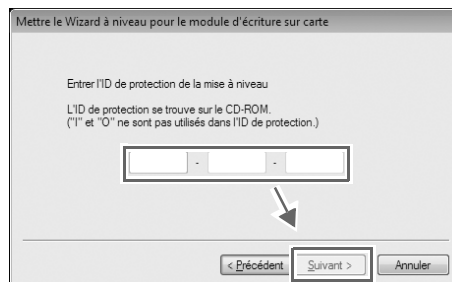 Mettre le Wizard à niveau pour le module d'écriture sur carte
Entrer l'ID de protection de la mise à niveau
L'ID de protection se trouve sur le CD-ROM.
("I" et "O" ne sont pas utilisés dans l'ID de protection.)
- -
< Précédent Suivant > Annuler